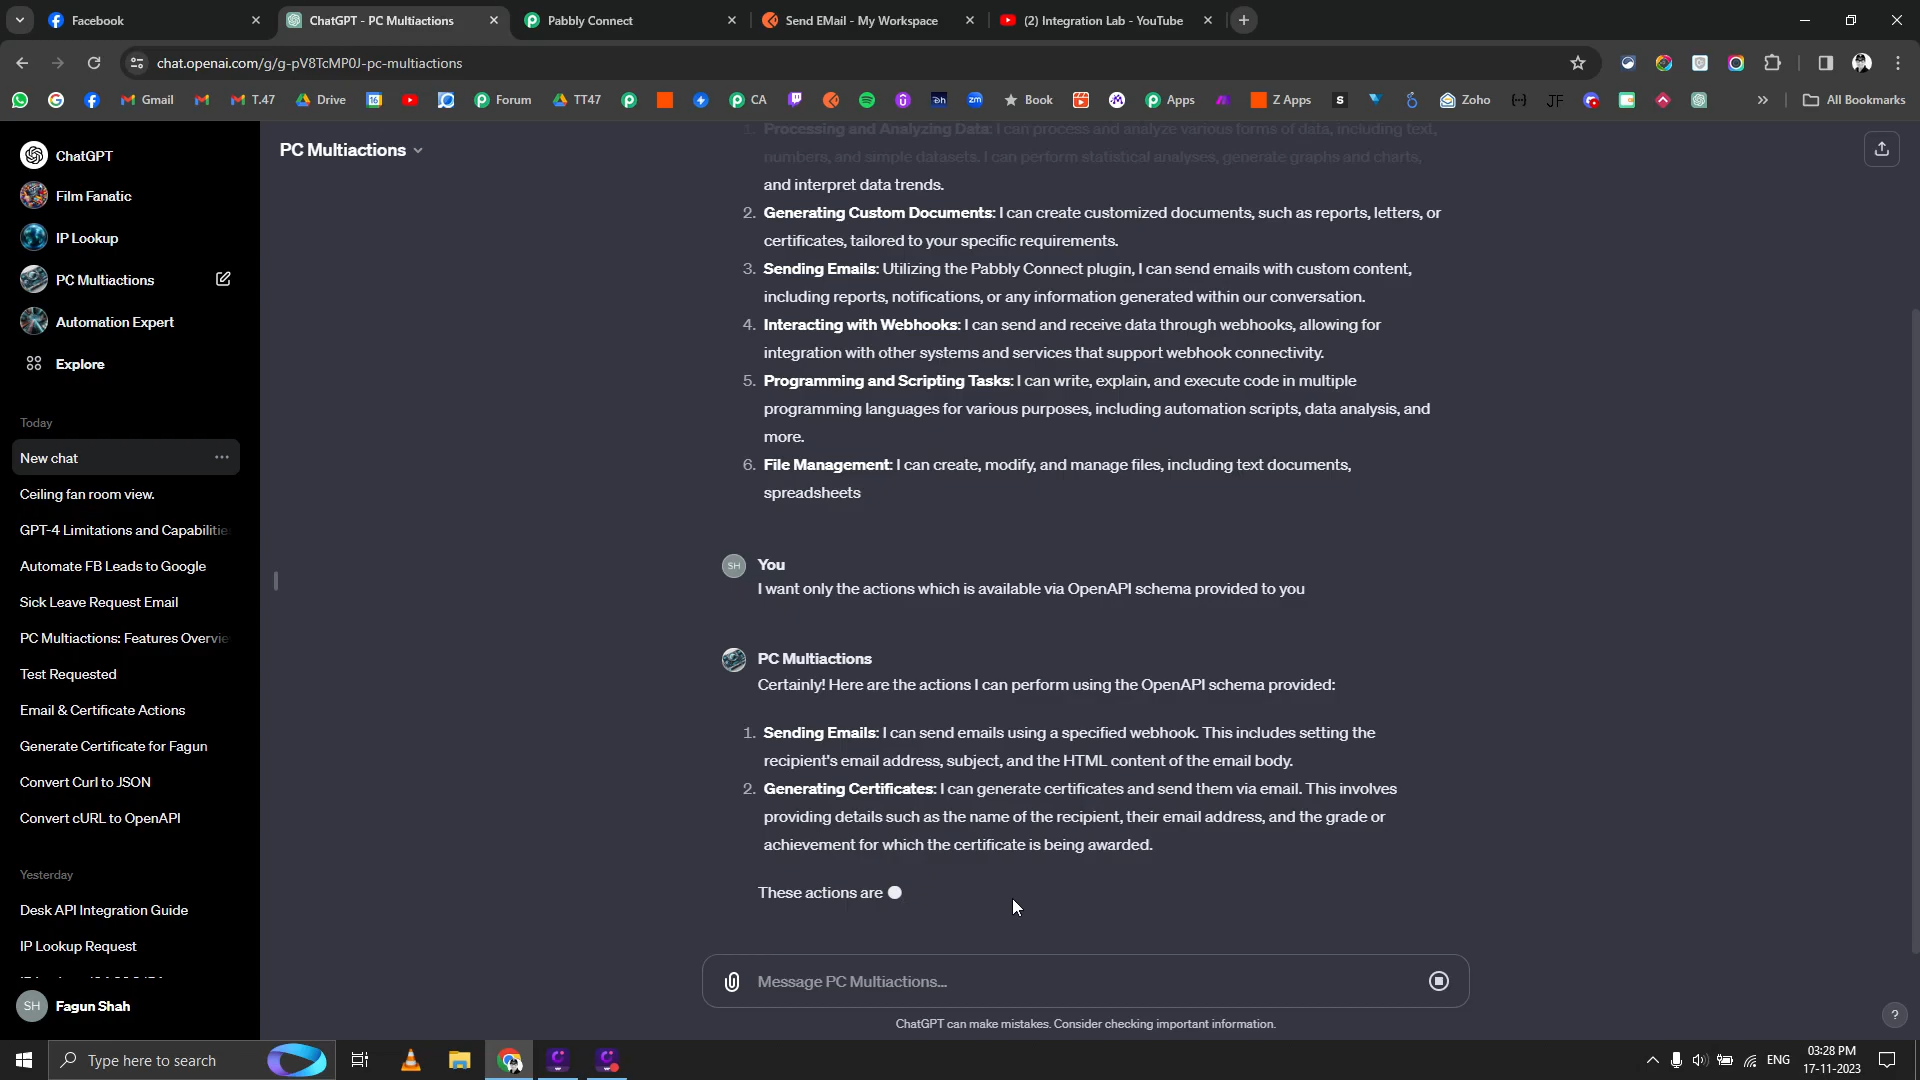 Facebook
ChatGPT - PC Multiactions
Pabbly Connect
Send EMail - My Workspace
(2) Integration Lab - YouTube
chat.openai.com/g/g-pV8TcMP0J-pc-multiactions
Gmail
T.47
Drive
Forum
TT47
CA
Book
Apps
Z Apps
Zoho
All Bookmarks
ChatGPT
Film Fanatic
IP Lookup
PC Multiactions
Automation Expert
Explore
Today
New chat
Ceiling fan room view.
GPT-4 Limitations and Capabilitie
Automate FB Leads to Google
Sick Leave Request Email
PC Multiactions: Features Overvie
Test Requested
Email & Certificate Actions
Generate Certificate for Fagun
Convert Curl to JSON
Convert cURL to OpenAPI
Yesterday
Desk API Integration Guide
IP Lookup Request
SH
Fagun Shah
PC Multiactions
1. Processing and Analyzing Data: I can process and analyze various forms of data, including text,
numbers, and simple datasets. I can perform statistical analyses, generate graphs and charts,
and interpret data trends.
2. Generating Custom Documents: I can create customized documents, such as reports, letters, or
certificates, tailored to your specific requirements.
3. Sending Emails: Utilizing the Pabbly Connect plugin, I can send emails with custom content,
including reports, notifications, or any information generated within our conversation.
4. Interacting with Webhooks: I can send and receive data through webhooks, allowing for
integration with other systems and services that support webhook connectivity.
5. Programming and Scripting Tasks: I can write, explain, and execute code in multiple
programming languages for various purposes, including automation scripts, data analysis, and
more.
6. File Management: I can create, modify, and manage files, including text documents,
spreadsheets
SH
You
I want only the actions which is available via OpenAPI schema provided to you
PC Multiactions
Certainly! Here are the actions I can perform using the OpenAPI schema provided:
1. Sending Emails: I can send emails using a specified webhook. This includes setting the
recipient's email address, subject, and the HTML content of the email body.
2. Generating Certificates: I can generate certificates and send them via email. This involves
providing details such as the name of the recipient, their email address, and the grade or
achievement for which the certificate is being awarded.
These actions are
Message PC Multiactions...
ChatGPT can make mistakes. Consider checking important information.
?
Type here to search
ENG
03:28 PM
17-11-2023